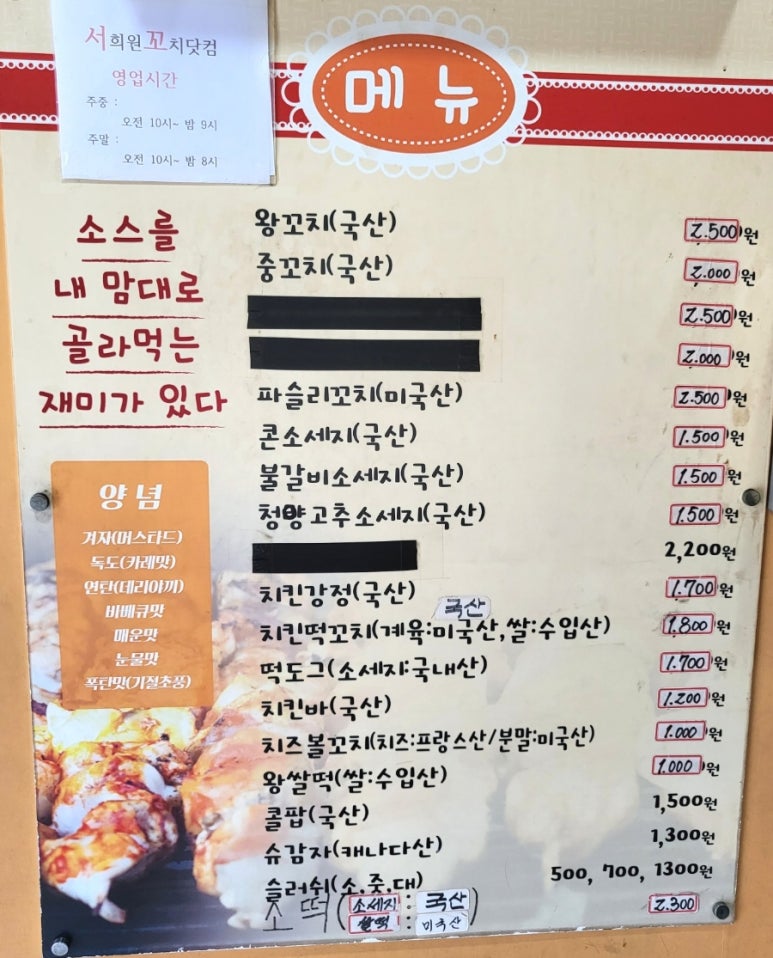 서희원꼬치닷컴
영업시간
주중 :
오전 10시~ 밤 9시
주말 :
오전 10시~ 밤 8시
메뉴
소스를
내 맘대로
골라먹는
재미가 있다
양념
겨자(머스타드)
독도(카레맛)
연탄(데리야끼)
바베큐맛
매운맛
눈물맛
폭탄맛(기절초풍)
왕꼬치(국산) 2.500원
중꼬치(국산) 2.000원
2.500원
2.000원
파슬리꼬치(미국산) 2.500원
콘소세지(국산) 1.500원
불갈비소세지(국산) 1.500원
청양고추소세지(국산) 1.500원
2,200원
치킨강정(국산) 1.700원
치킨떡꼬치(계육:미국산,쌀:수입산) 1,800원
국산
떡도그(소세지:국내산) 1.700원
치킨바(국산) 1.200원
치즈볼꼬치(치즈:프랑스산/분말:미국산) 1.000원
왕쌀떡(쌀:수입산) 1.000원
콜팝(국산) 1,500원
슈감자(캐나다산) 1,300원
슬러쉬(소,중,대) 500, 700, 1300원
소떡(소세지 : 국산 2.300
쌀떡 : 미국산)